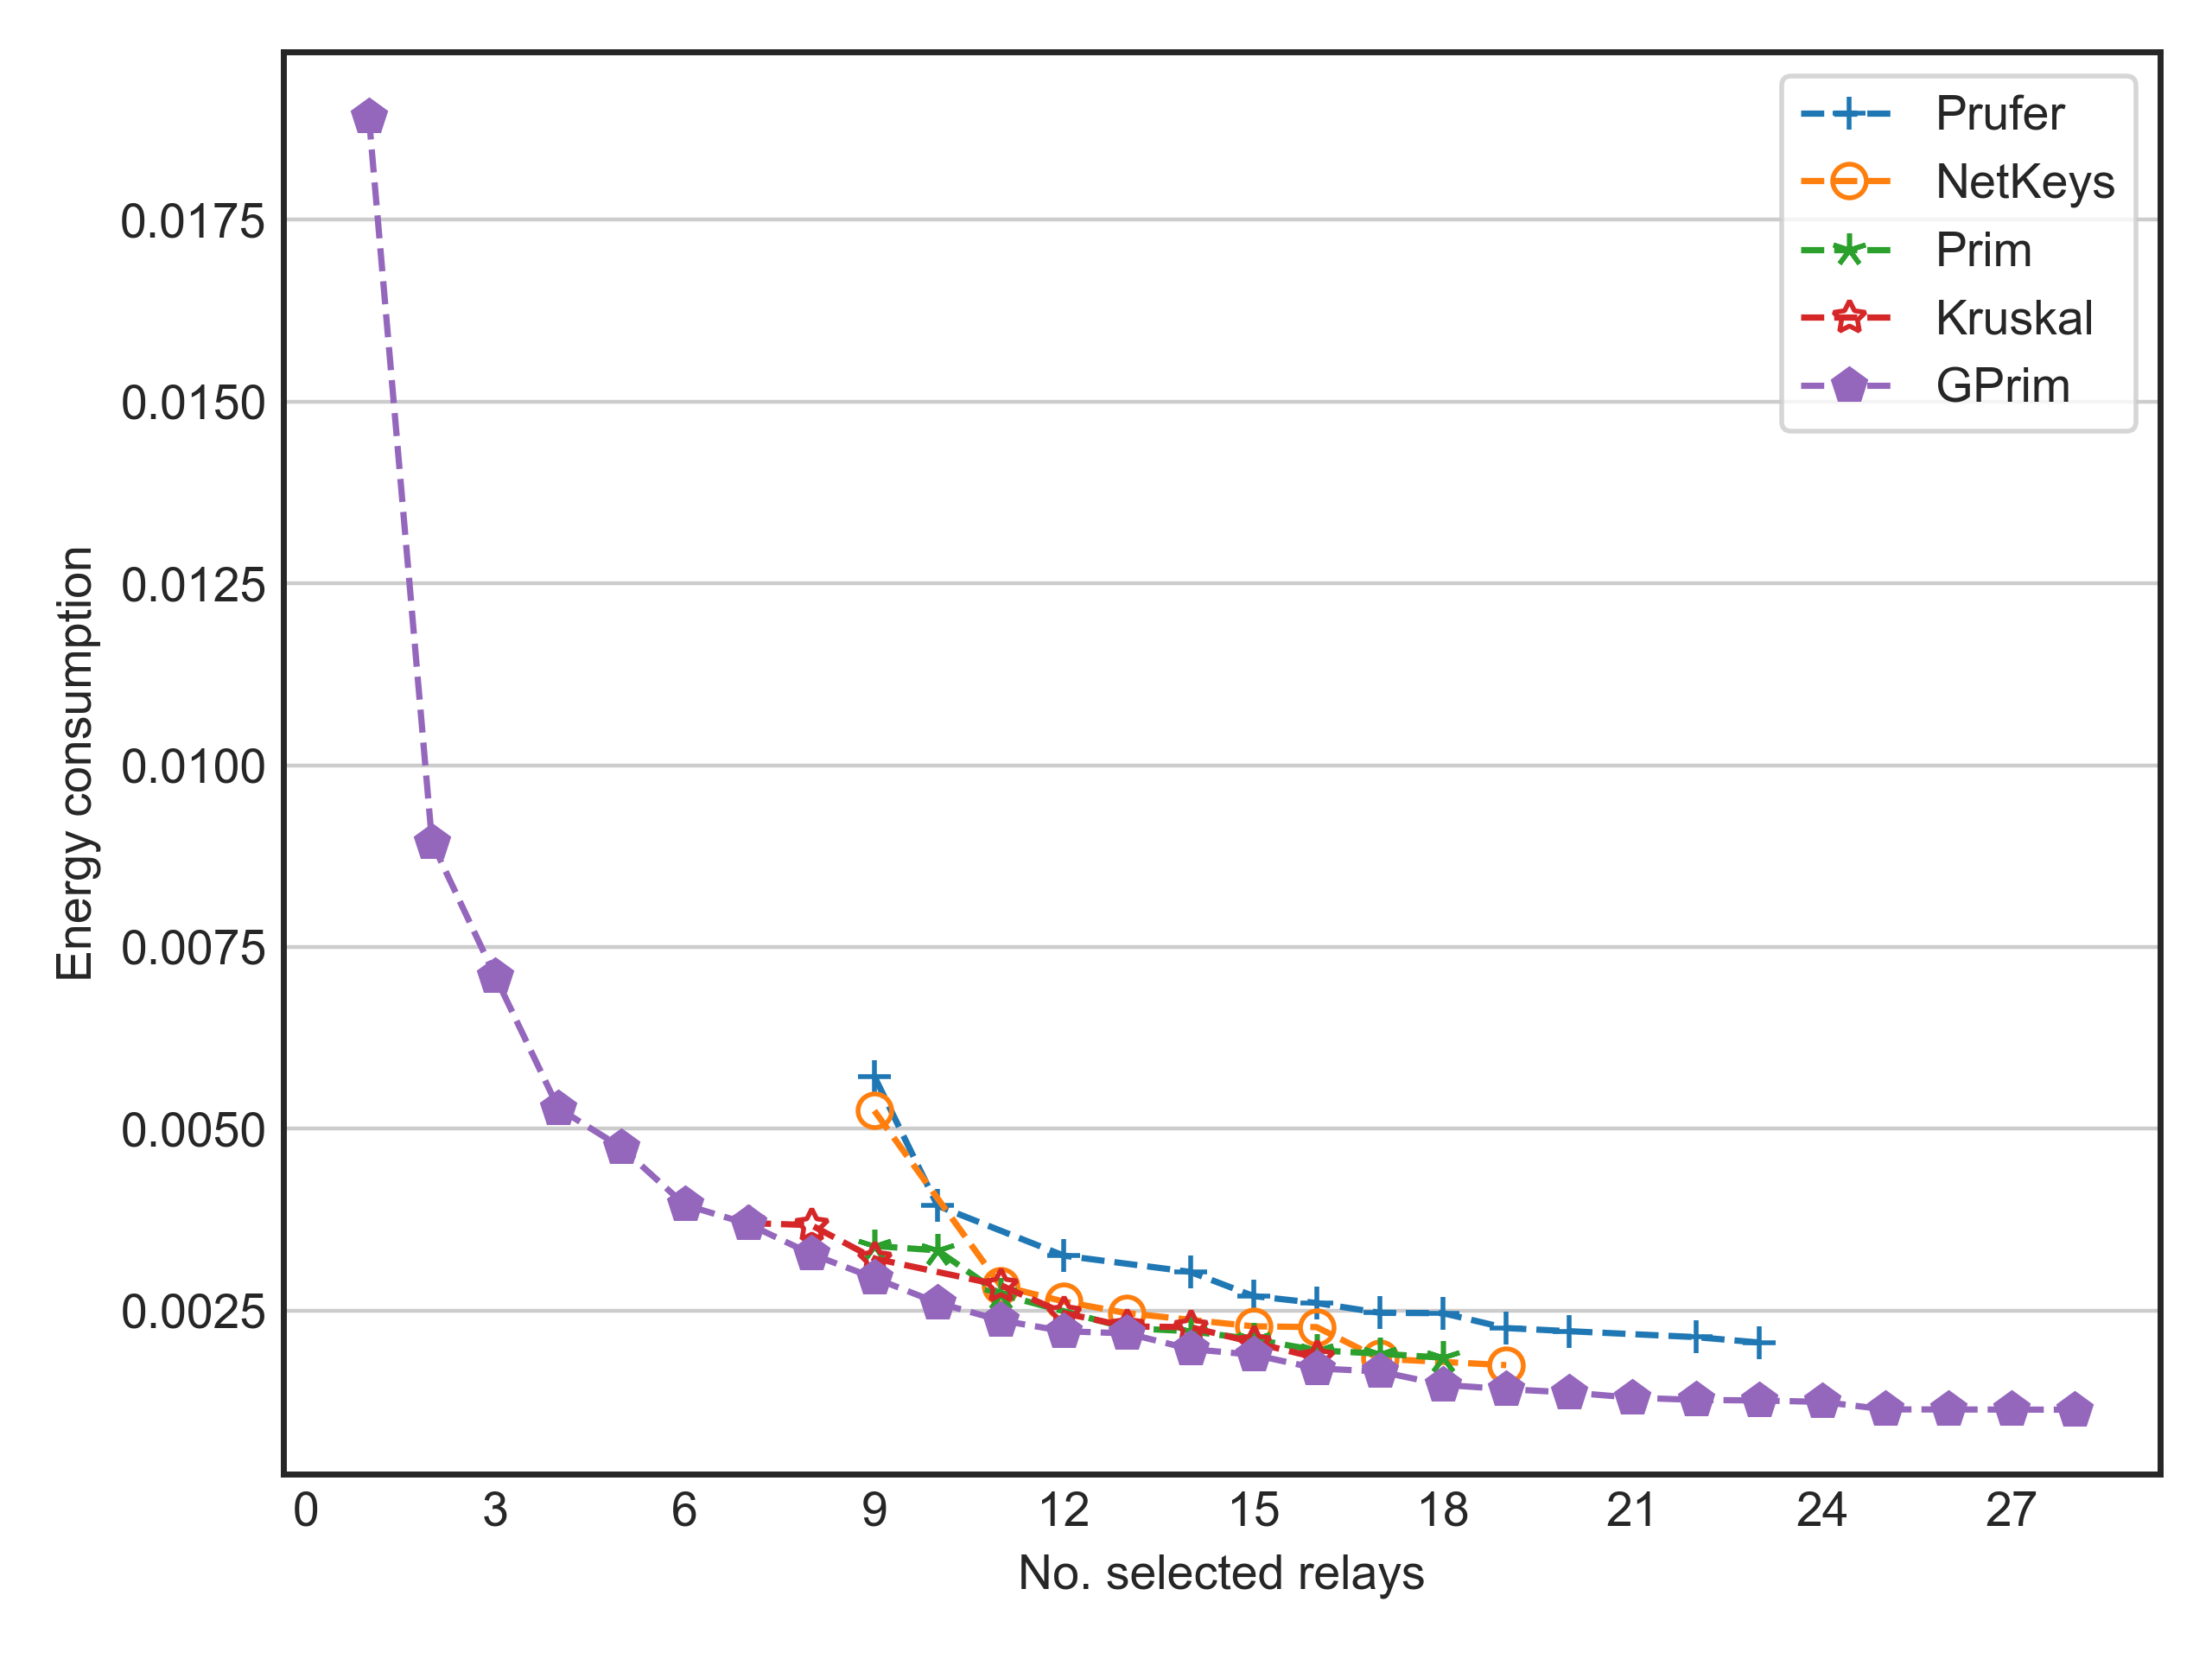 Prufer
NetKeys
Prim
Kruskal
GPrim
0.0175
0.0150
0.0125
0.0100
0.0075
0.0050
0.0025
Energy consumption
0 3 6 9 12 15 18 21 24 27
No. selected relays